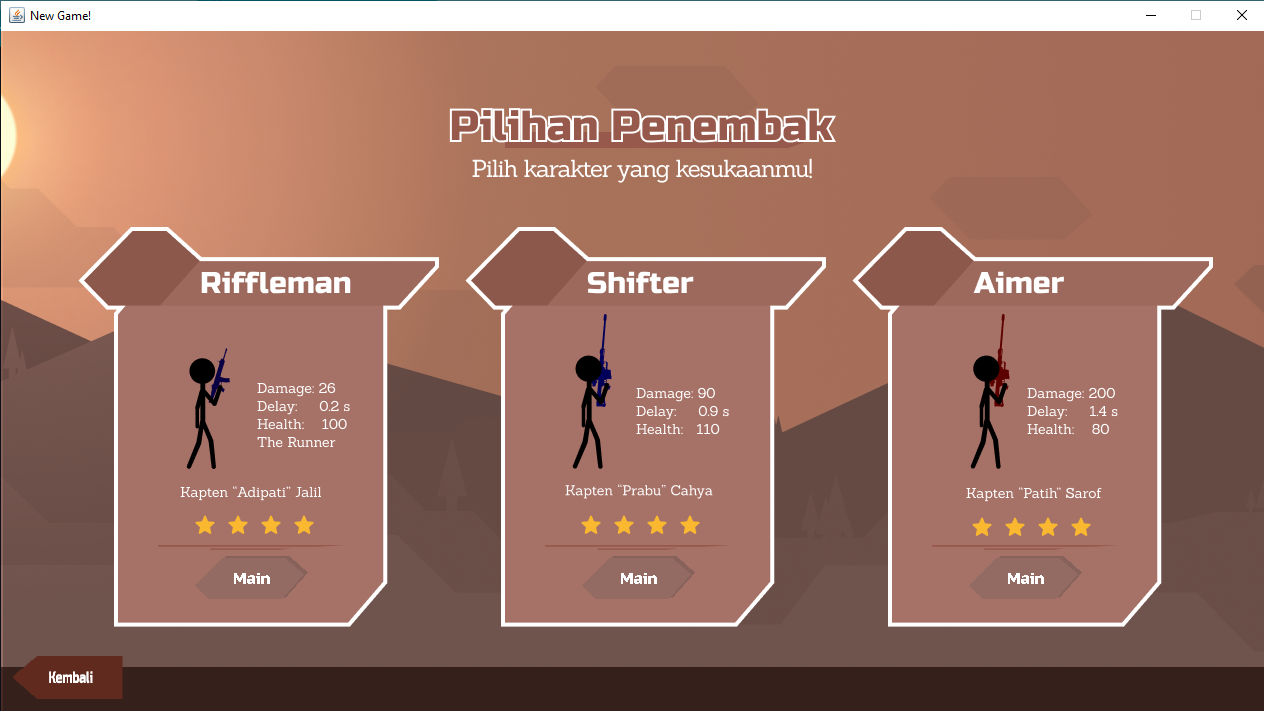 New Game!
Pilihan Penembak
Pilih karakter yang kesukaanmu!
Riffleman
Damage: 26
Delay: 0.2 s
Health: 100
The Runner
Kapten "Adipati" Jalil
Main
Shifter
Damage: 90
Delay: 0.9 s
Health: 110
Kapten "Prabu" Cahya
Main
Aimer
Damage: 200
Delay: 1.4 s
Health: 80
Kapten "Patih" Sarof
Main
Kembali